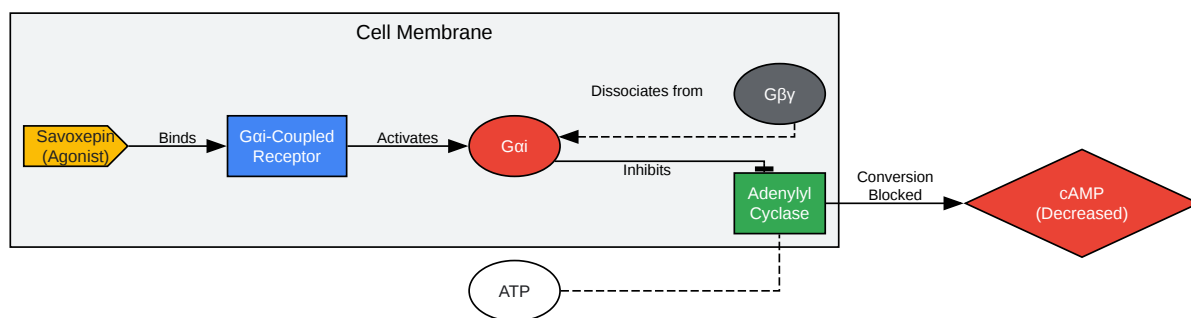 Cell Membrane
Dissociates from
Gβγ
Savoxepin
(Agonist)
Binds
Gαi-Coupled
Receptor
Activates
Gαi
Inhibits
Adenylyl
Cyclase
Conversion
Blocked
cAMP
(Decreased)
ATP